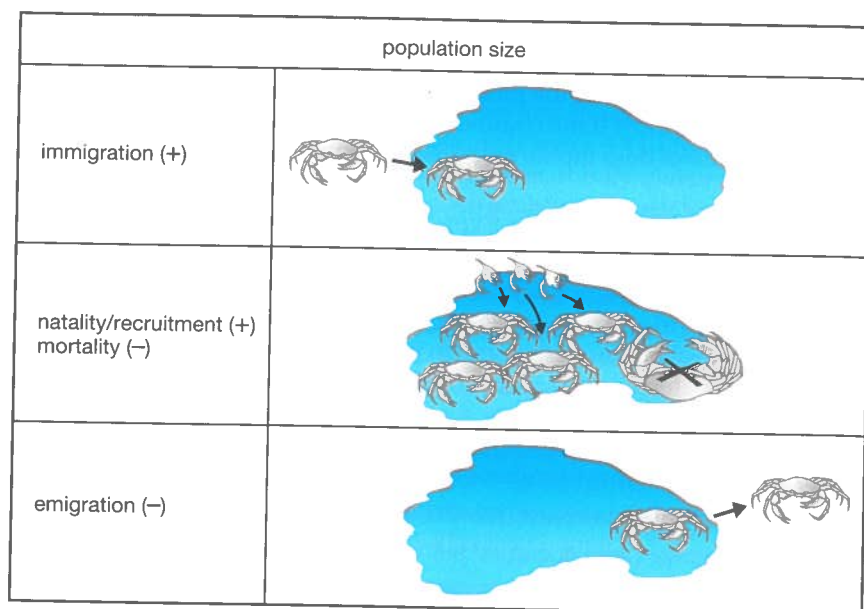 population size
immigration (+)
natality/recruitment (+)
mortality (−)
emigration (−)